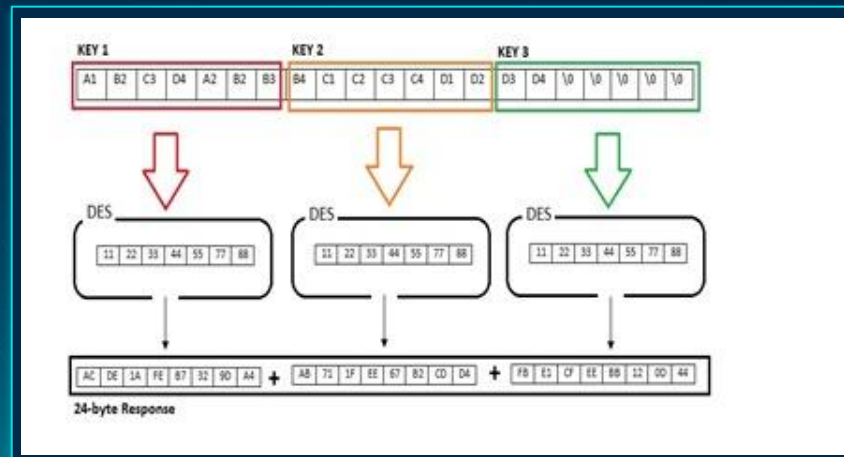 KEY 1 KEY 2 KEY 3
A1 B2 C3 D4 A2 B2 B3 B4 C1 C2 C3 C4 D1 D2 D3 D4 \0 \0 \0 \0 \0
DES DES DES
11 22 33 44 55 77 88 11 22 33 44 55 77 88 11 22 33 44 55 77 88
AC DE 1A FE B7 32 9D A4 + AB 71 1F EE 67 B2 CD D4 + FB E1 CF EE BB 12 0D 44
24-byte Response